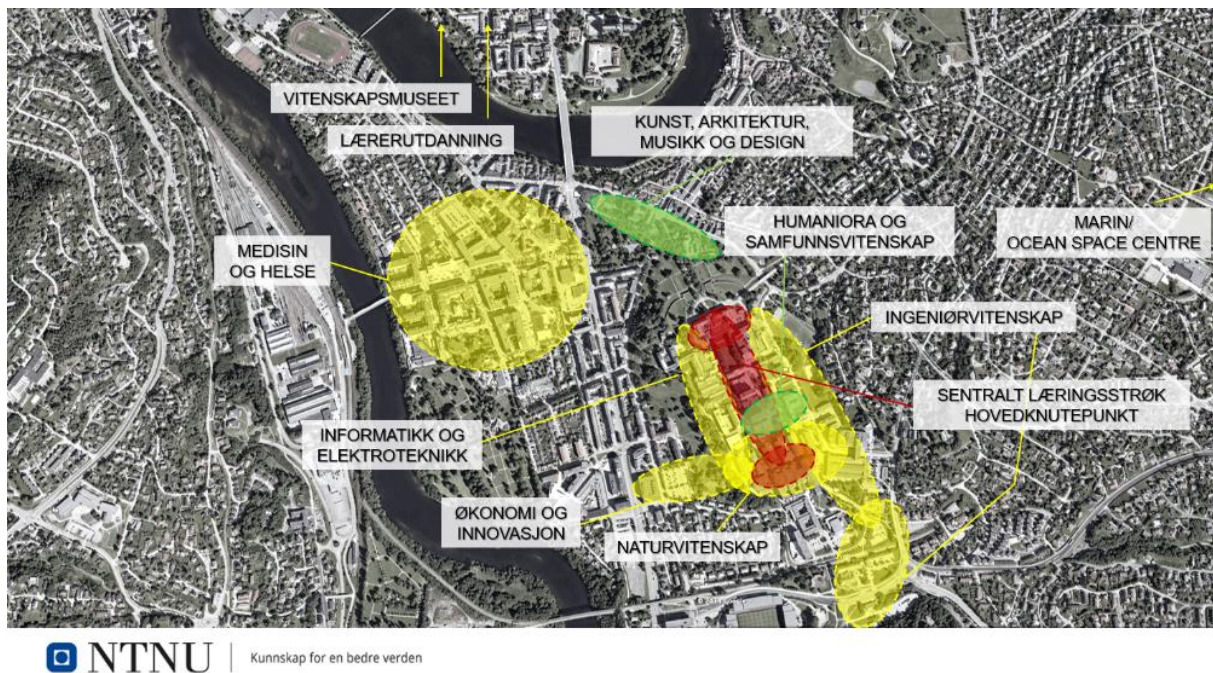 VITENSKAPSMUSEET
LÆRERUTDANNING
KUNST, ARKITEKTUR,
MUSIKK OG DESIGN
HUMANIORA OG
SAMFUNNSVITENSKAP
MARIN/
OCEAN SPACE CENTRE
MEDISIN
OG HELSE
INGENIØRVITENSKAP
SENTRALT LÆRINGSSTRØK
HOVEDKNUTEPUNKT
INFORMATIKK OG
ELEKTROTEKNIKK
ØKONOMI OG
INNOVASJON
NATURVITENSKAP
NTNU
Kunnskap for en bedre verden